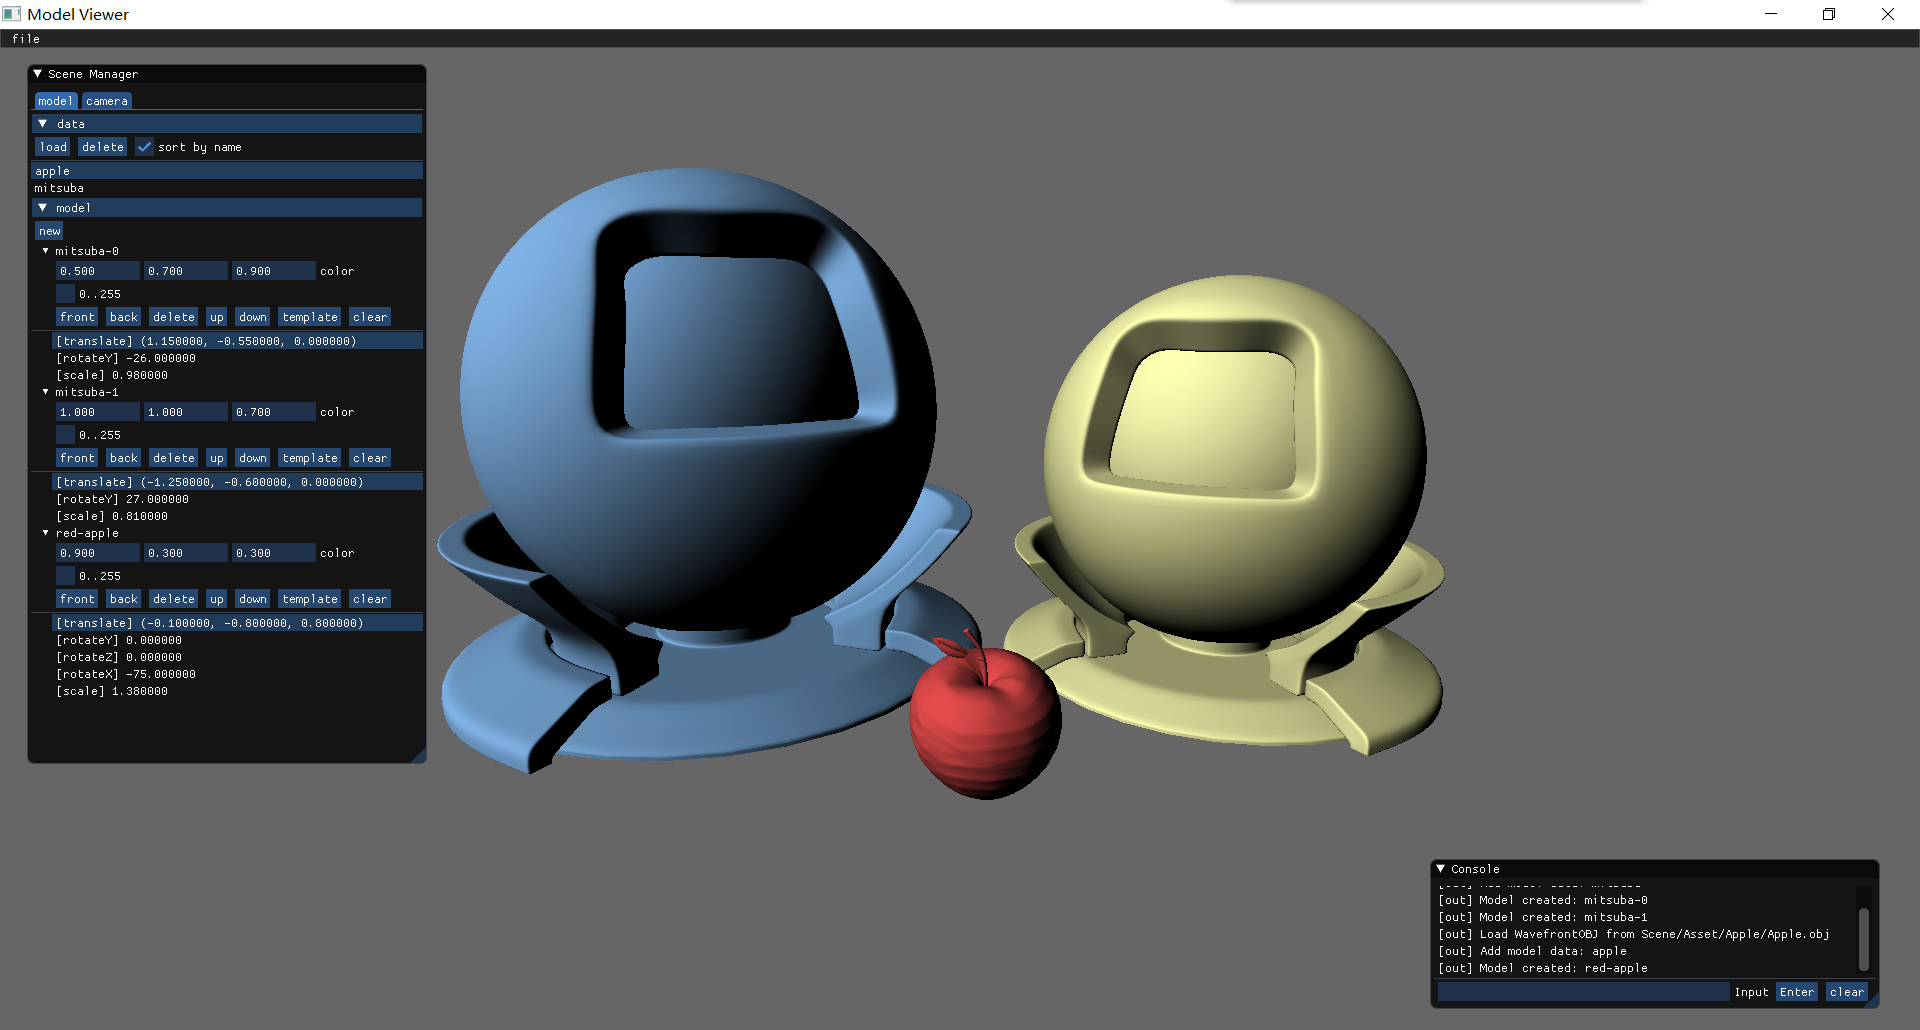 Model Viewer
file
Scene Manager
model camera
data
load delete sort by name
apple
mitsuba
model
new
mitsuba-0
0.500 0.700 0.900 color
0..255
front back delete up down template clear
[translate] (1.150000, -0.550000, 0.000000)
[rotateY] -26.000000
[scale] 0.980000
mitsuba-1
1.000 1.000 0.700 color
0..255
front back delete up down template clear
[translate] (-1.250000, -0.600000, 0.000000)
[rotateY] 27.000000
[scale] 0.810000
red-apple
0.900 0.300 0.300 color
0..255
front back delete up down template clear
[translate] (-0.100000, -0.800000, 0.800000)
[rotateY] 0.000000
[rotateZ] 0.000000
[rotateX] -75.000000
[scale] 1.380000
Console
[out] Model created: mitsuba-0
[out] Model created: mitsuba-1
[out] Load WavefrontOBJ from Scene/Asset/Apple/Apple.obj
[out] Add model data: apple
[out] Model created: red-apple
Input Enter clear